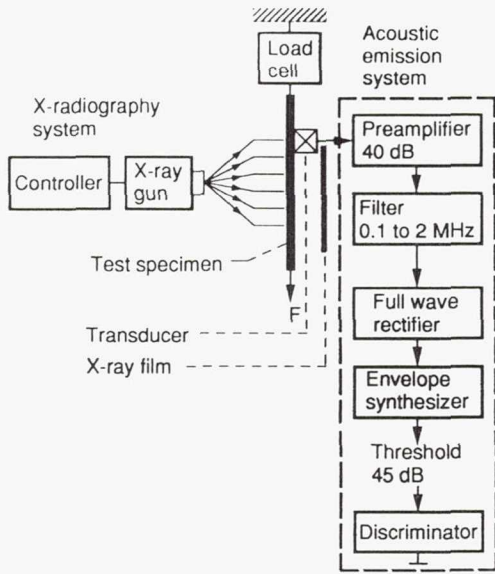 Load
cell
Acoustic
emission
system
X-radiography
system
Controller
X-ray
gun
Preamplifier
40 dB
Filter
0.1 to 2 MHz
Test specimen
F
Transducer
X-ray film
Full wave
rectifier
Envelope
synthesizer
Threshold
45 dB
Discriminator